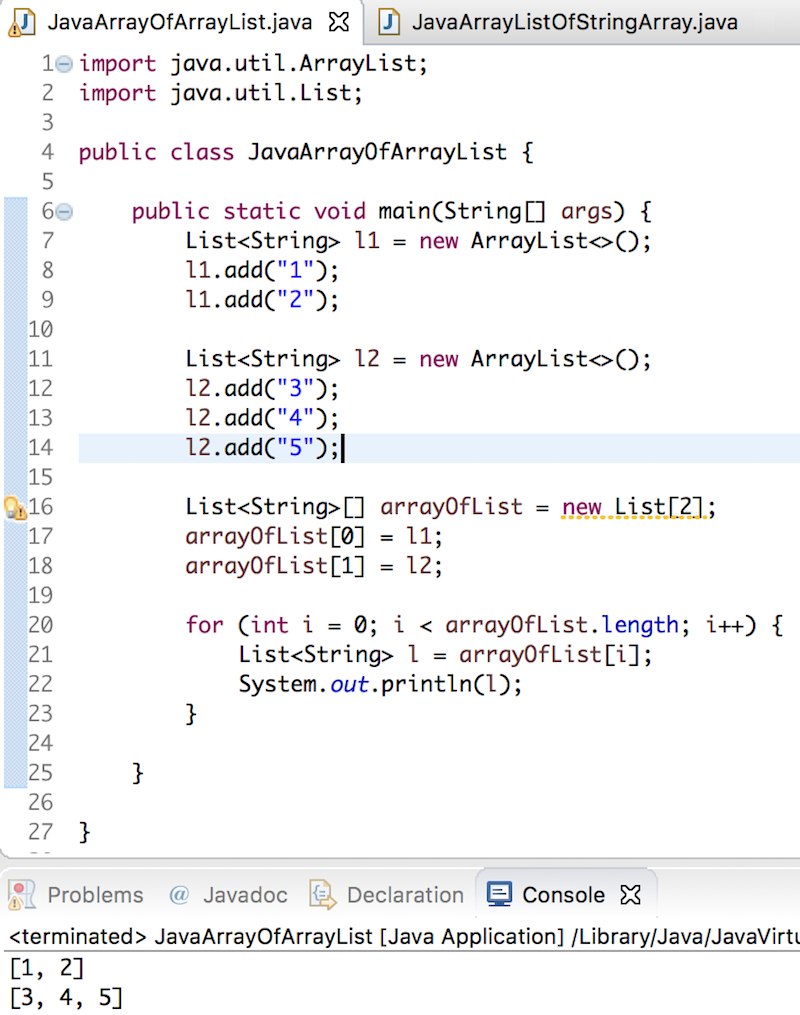 JavaArrayOfArrayList.java JavaArrayListOfStringArray.java
1 import java.util.ArrayList;
2 import java.util.List;
3
4 public class JavaArrayOfArrayList {
5
6     public static void main(String[] args) {
7         List<String> l1 = new ArrayList<>();
8         l1.add("1");
9         l1.add("2");
10
11         List<String> l2 = new ArrayList<>();
12         l2.add("3");
13         l2.add("4");
14         l2.add("5");
15
16         List<String>[] arrayOfList = new List[2];
17         arrayOfList[0] = l1;
18         arrayOfList[1] = l2;
19
20         for (int i = 0; i < arrayOfList.length; i++) {
21             List<String> l = arrayOfList[i];
22             System.out.println(l);
23         }
24
25     }
26
27 }
Problems @ Javadoc Declaration Console
<terminated> JavaArrayOfArrayList [Java Application] /Library/Java/JavaVirtu
[1, 2]
[3, 4, 5]